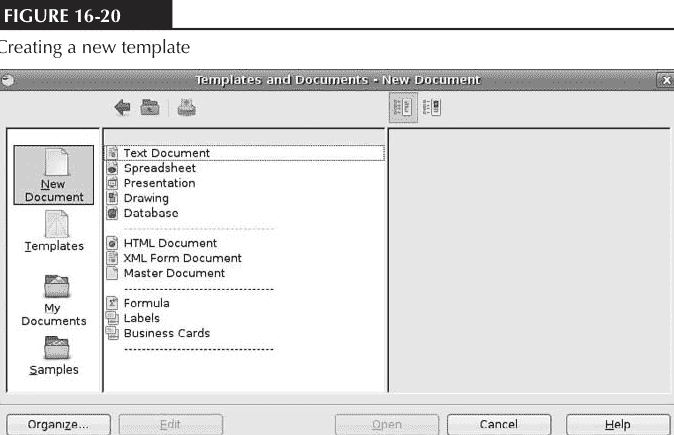 FIGURE 16-20
Creating a new template
Templates and Documents - New Document
New
Document
Templates
My
Documents
Samples
Text Document
Spreadsheet
Presentation
Drawing
Database
HTML Document
XML Form Document
Master Document
Formula
Labels
Business Cards
Organize...
Edit
Open
Cancel
Help